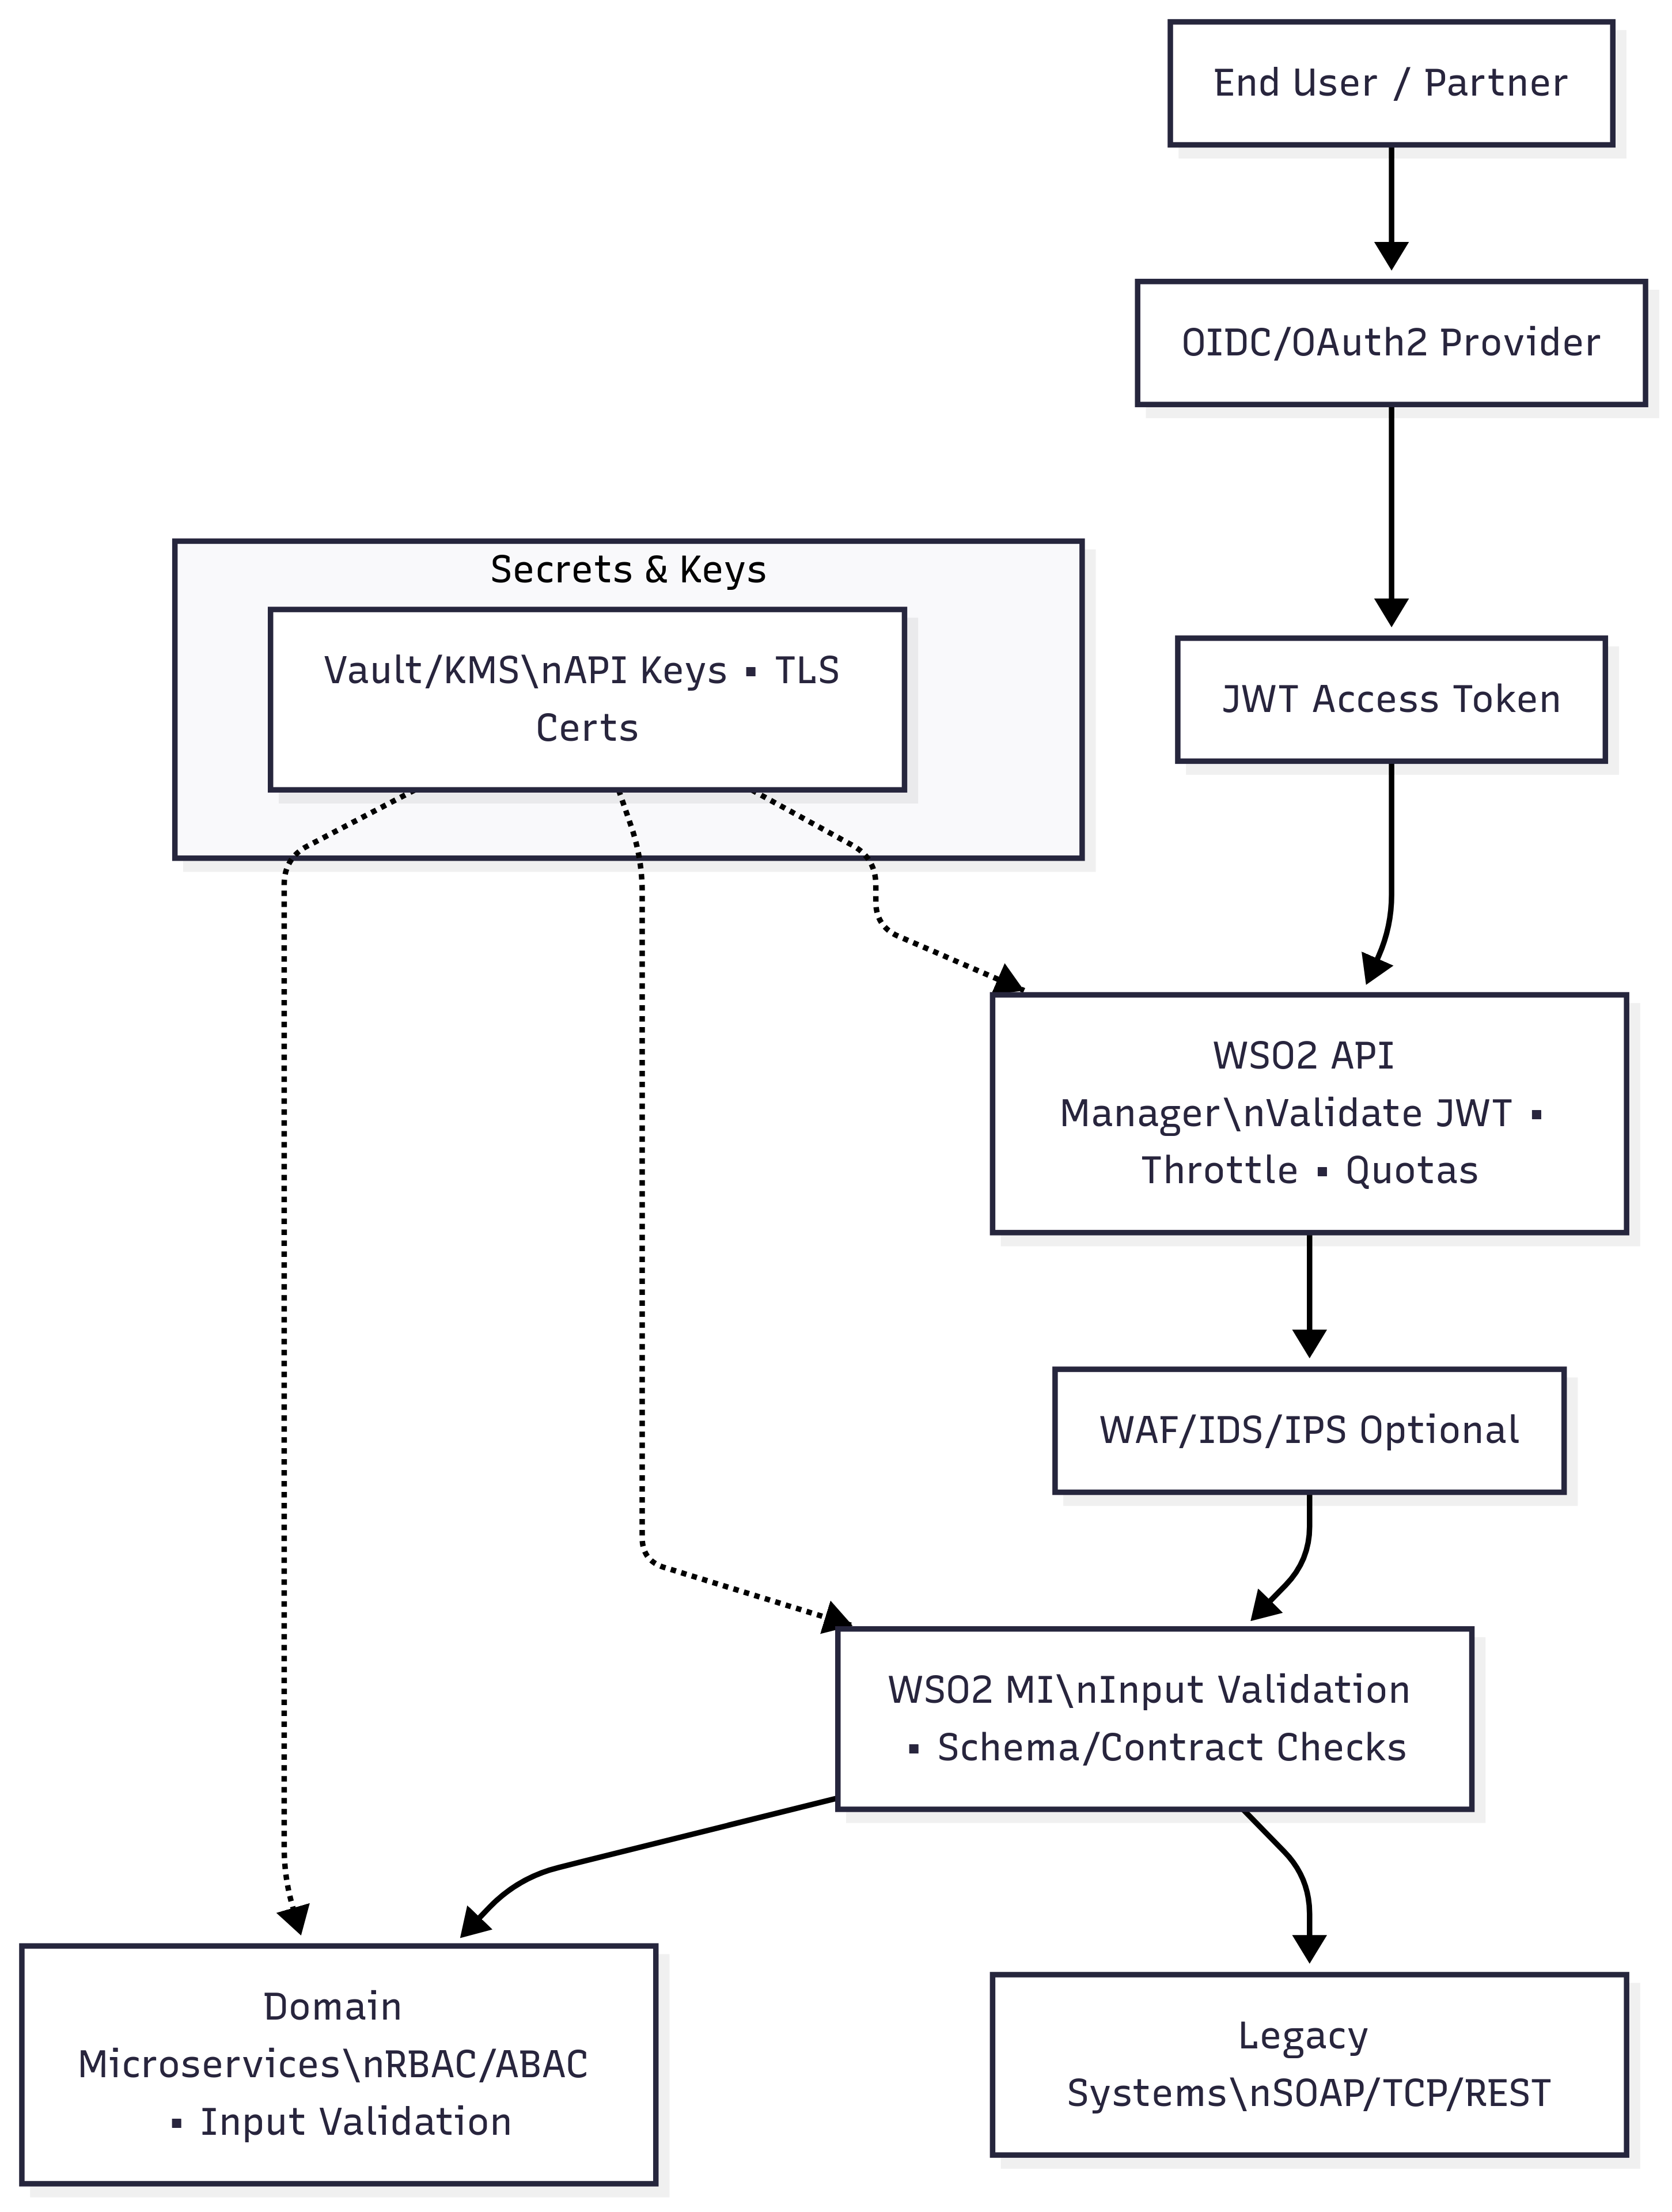 End User / Partner
OIDC/OAuth2 Provider
Secrets & Keys
Vault/KMS\nAPI Keys ▪ TLS
Certs
JWT Access Token
WSO2 API
Manager\nValidate JWT ▪
Throttle ▪ Quotas
WAF/IDS/IPS Optional
WSO2 MI\nInput Validation
▪ Schema/Contract Checks
Domain
Microservices\nRBAC/ABAC
▪ Input Validation
Legacy
Systems\nSOAP/TCP/REST